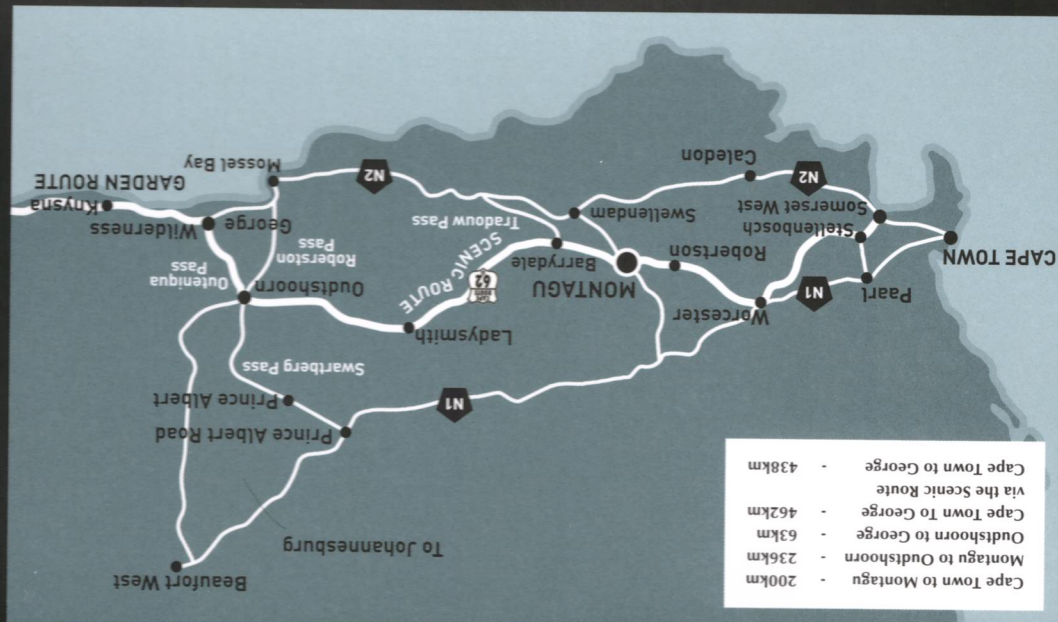 Cape Town to Montagu - 200km
Montagu to Oudtshoorn - 236km
Oudtshoorn to George - 63km
Cape Town To George - 462km
via the Scenic Route
Cape Town to George - 438km
Beaufort West
To Johannesburg
Prince Albert Road
Prince Albert
N1
Swartberg Pass
Ladysmith
Worcester
Paarl
N1
MONTAGU
CAPE
ROUTE
62
SCENIC ROUTE
Oudtshoorn
Outeniqua
Pass
CAPE TOWN
Robertson
Barrydale
Roberston
Pass
Stellenbosch
Wilderness
George
Tradouw Pass
Swellendam
Somerset West
Knysna
GARDEN ROUTE
N2
N2
Mossel Bay
Caledon